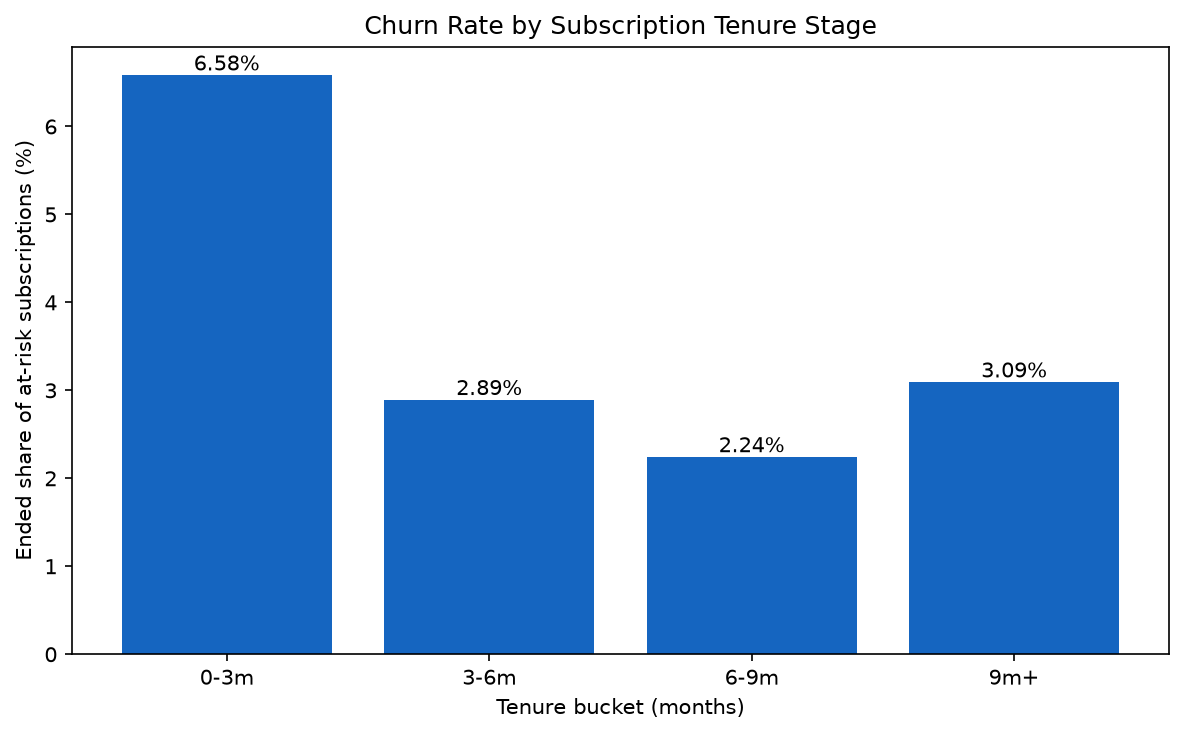 Churn Rate by Subscription Tenure Stage
Ended share of at-risk subscriptions (%)
6
5
4
3
2
1
0
6.58%
2.89%
2.24%
3.09%
0-3m
3-6m
6-9m
9m+
Tenure bucket (months)